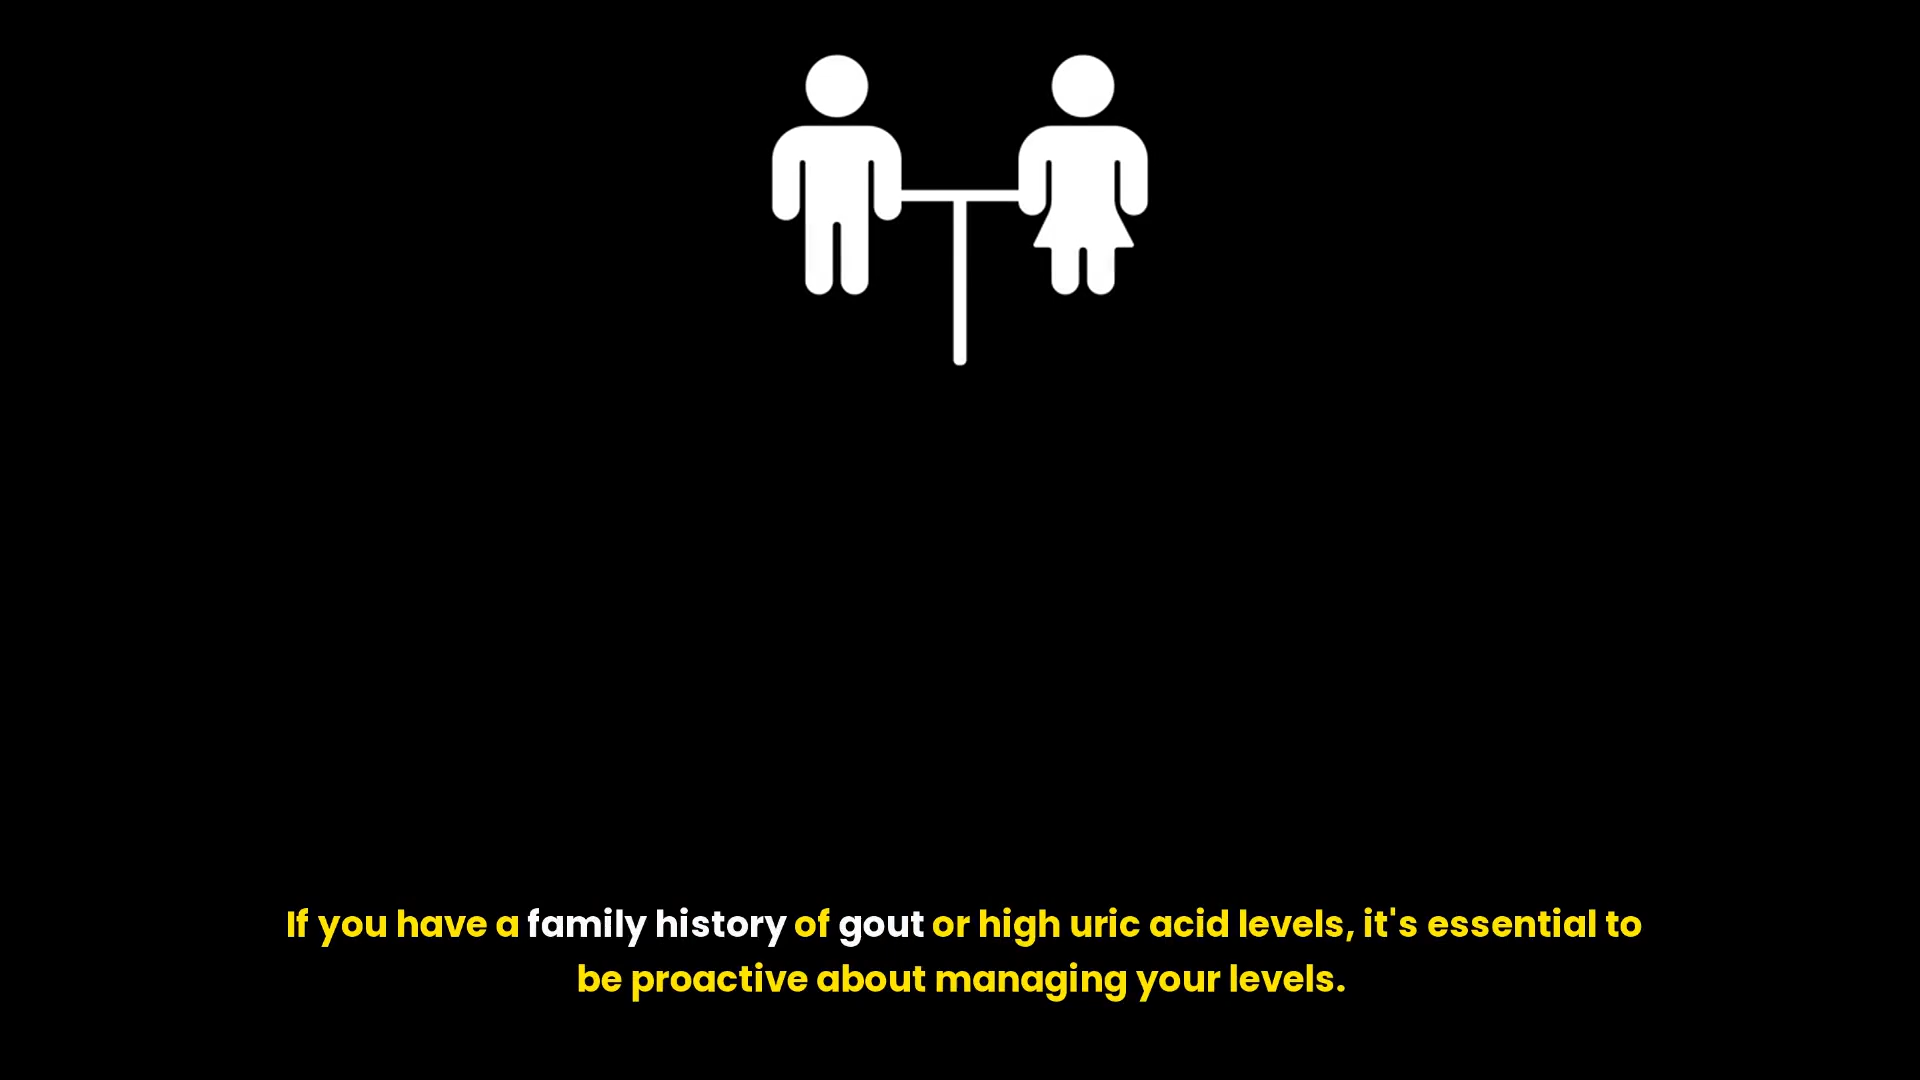 If you have a family history of gout or high uric acid levels, it's essential to
be proactive about managing your levels.